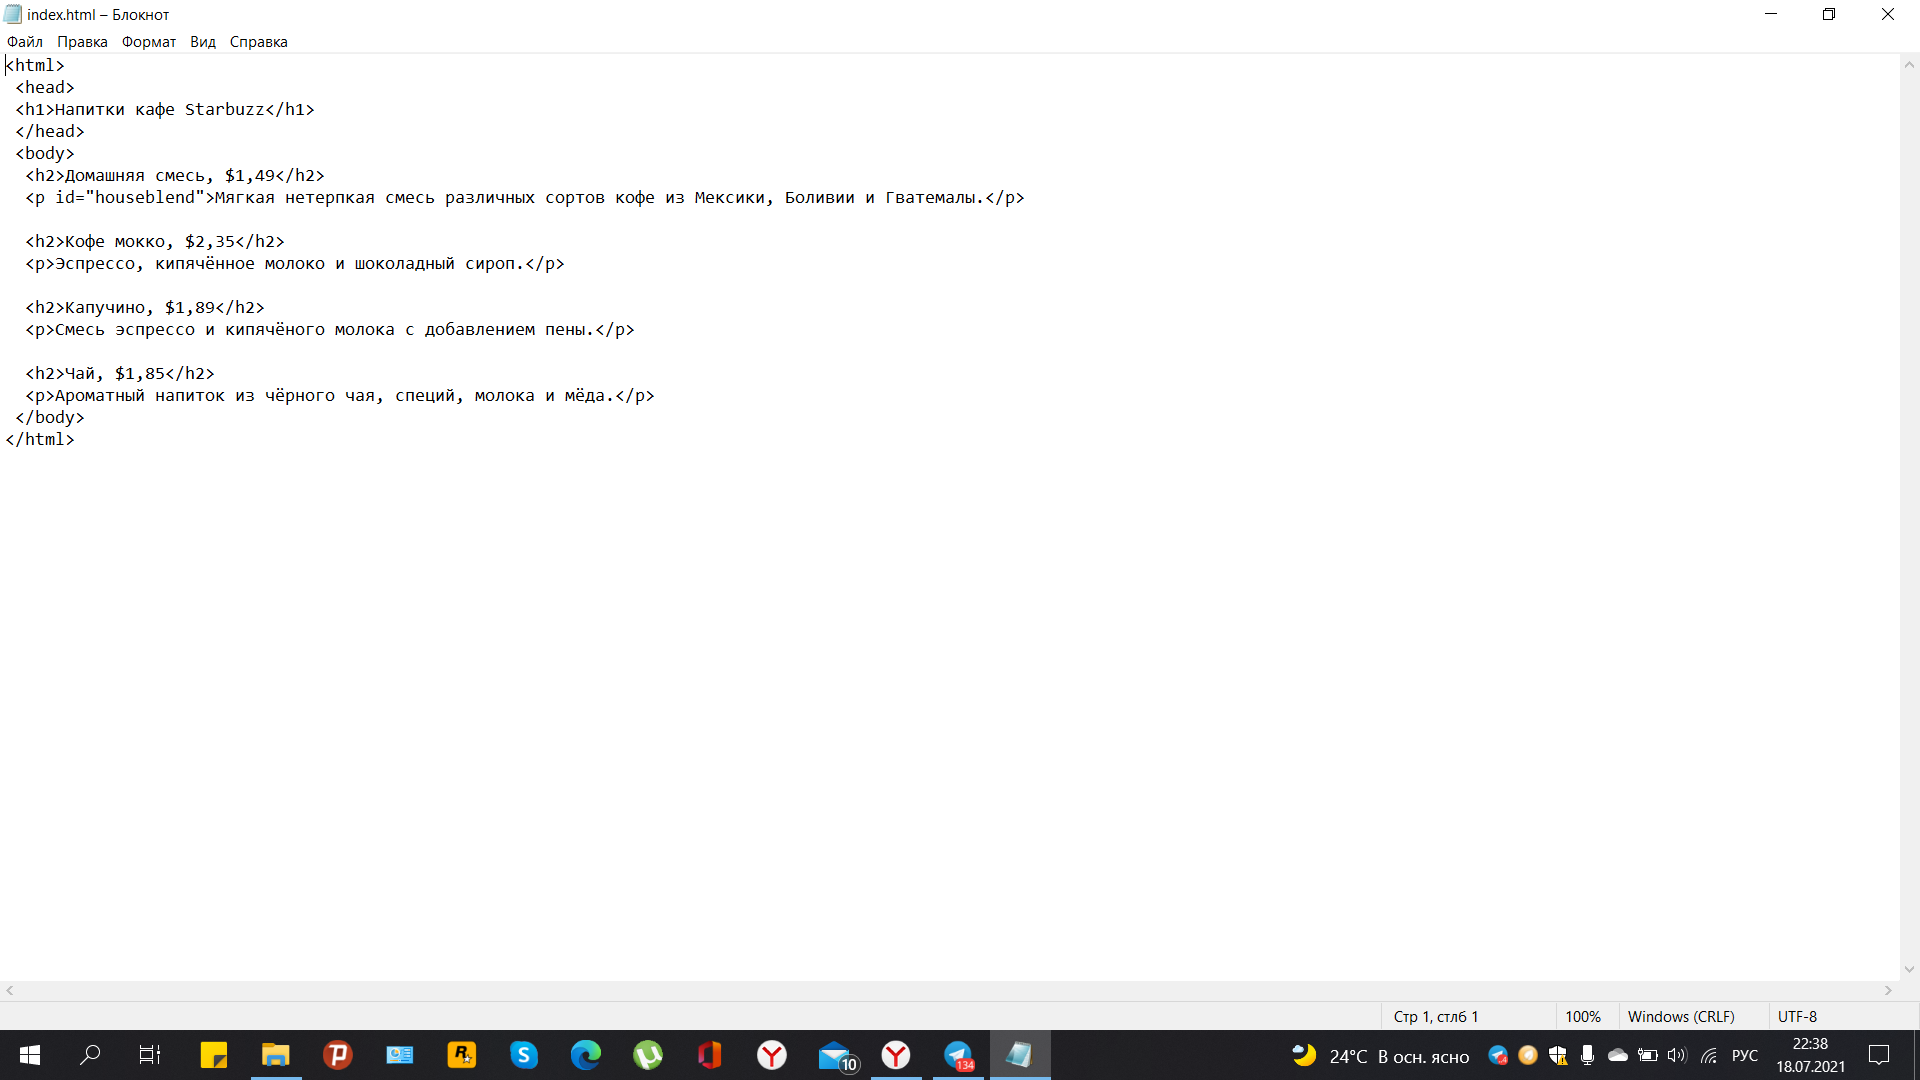 index.html – Блокнот
Файл Правка Формат Вид Справка
<html>
<head>
<h1>Напитки кафе Starbuzz</h1>
</head>
<body>
<h2>Домашняя смесь, $1,49</h2>
<p id="houseblend">Мягкая нетерпкая смесь различных сортов кофе из Мексики, Боливии и Гватемалы.</p>
<h2>Кофе мокко, $2,35</h2>
<p>Эспрессо, кипячённое молоко и шоколадный сироп.</p>
<h2>Капучино, $1,89</h2>
<p>Смесь эспрессо и кипячёного молока с добавлением пены.</p>
<h2>Чай, $1,85</h2>
<p>Ароматный напиток из чёрного чая, специй, молока и мёда.</p>
</body>
</html>
Стр 1, стлб 1 100% Windows (CRLF) UTF-8
10 134 24°C В осн. ясно РУС 22:38
18.07.2021